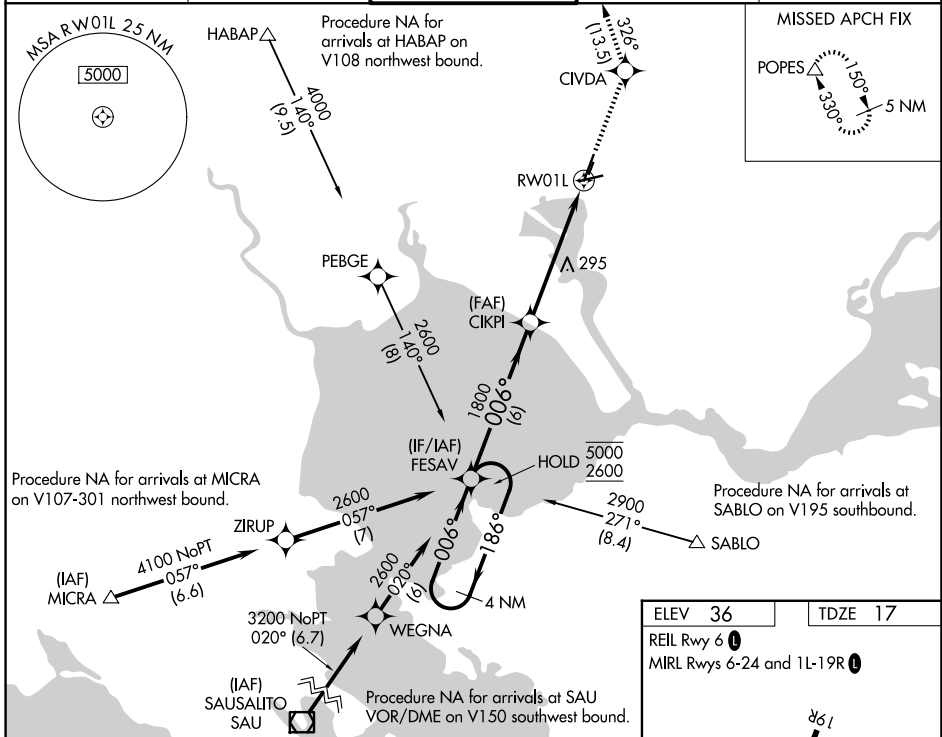 MSA RW01L 25 NM
5000
HABAP
Procedure NA for
arrivals at HABAP on
V108 northwest bound.
4000
140°
(9.5)
326°
(13.5)
CIVDA
MISSED APCH FIX
POPES
150°
330°
5 NM
RW01L
295
PEBGE
2600
140°
(8)
(FAF)
CIKPI
1800
006°
(6)
(IF/IAF)
FESAV
HOLD
5000
2600
Procedure NA for arrivals at MICRA
on V107-301 northwest bound.
ZIRUP
2600
057°
(7)
2900
271°
(8.4)
SABLO
Procedure NA for arrivals at
SABLO on V195 southbound.
(IAF)
MICRA
4100 NoPT
057°
(6.6)
006°
186°
4 NM
2600
020°
(6)
WEGNA
3200 NoPT
020° (6.7)
(IAF)
SAUSALITO
SAU
Procedure NA for arrivals at SAU
VOR/DME on V150 southwest bound.
ELEV 36
TDZE 17
REIL Rwy 6 L
MIRL Rwys 6-24 and 1L-19R L
19R